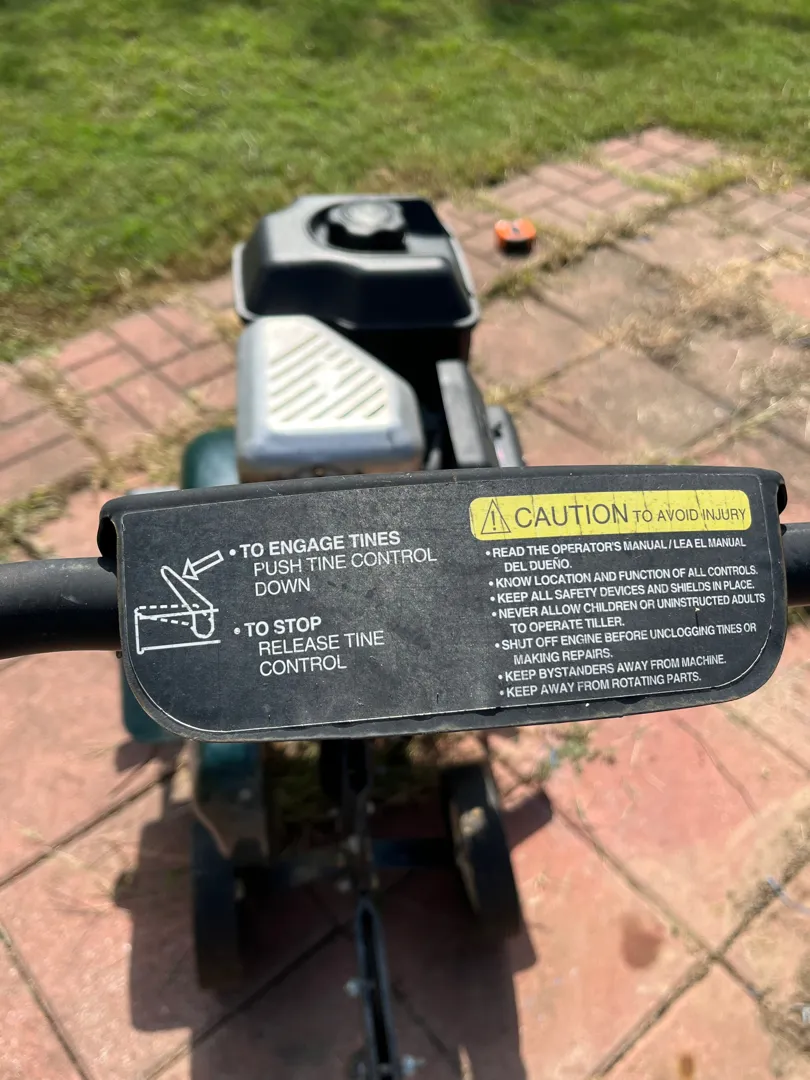 • TO ENGAGE TINES
PUSH TINE CONTROL
DOWN
• TO STOP
RELEASE TINE
CONTROL
CAUTION TO AVOID INJURY
• READ THE OPERATOR'S MANUAL / LEA EL MANUAL
DEL DUEÑO.
• KNOW LOCATION AND FUNCTION OF ALL CONTROLS.
• KEEP ALL SAFETY DEVICES AND SHIELDS IN PLACE.
• NEVER ALLOW CHILDREN OR UNINSTRUCTED ADULTS
TO OPERATE TILLER.
• SHUT OFF ENGINE BEFORE UNCLOGGING TINES OR
MAKING REPAIRS.
• KEEP BYSTANDERS AWAY FROM MACHINE.
• KEEP AWAY FROM ROTATING PARTS.